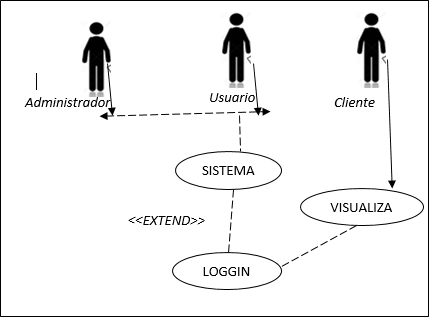 Administrador
Usuario
Cliente
SISTEMA
<<EXTEND>>
VISUALIZA
LOGGIN